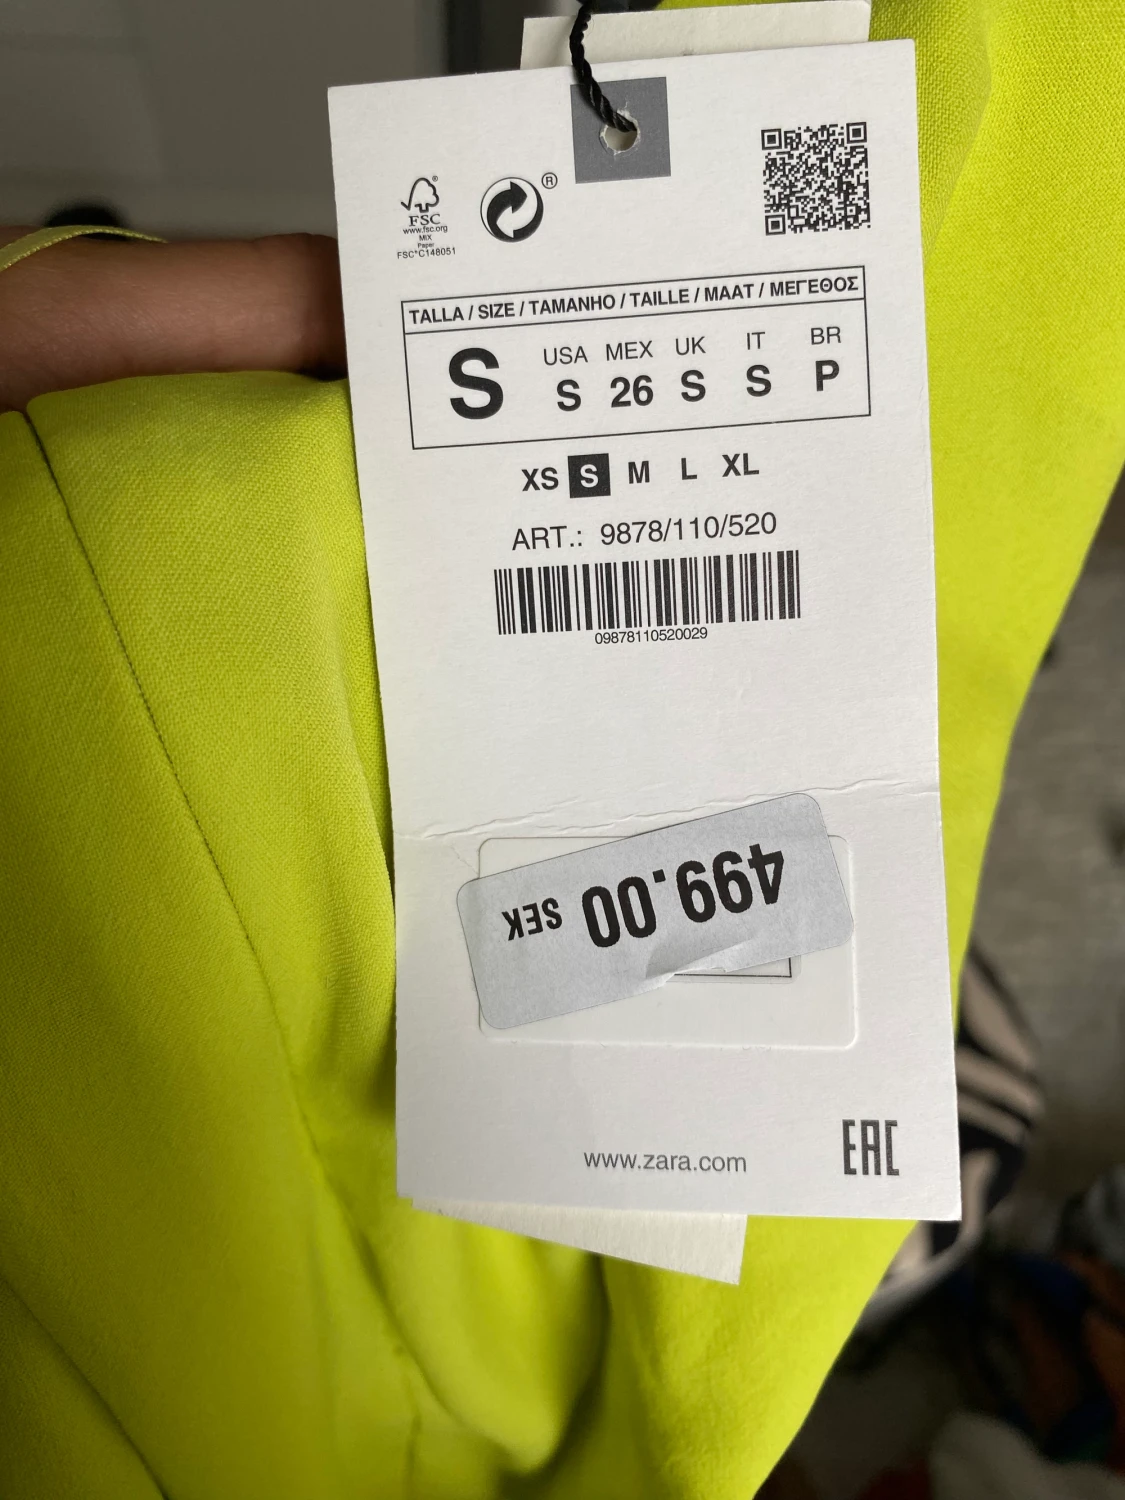 ®
FSC
www.fsc.org
MIX
Paper
FSC®C148051
®
TALLA / SIZE / TAMANHO / TAILLE / MAAT / ΜΕΓΕΘΟΣ
S
USA MEX UK IT BR
S 26 S S P
XS S M L XL
ART.: 9878/110/520
09878110520029
499.00 SEK
www.zara.com
EAC